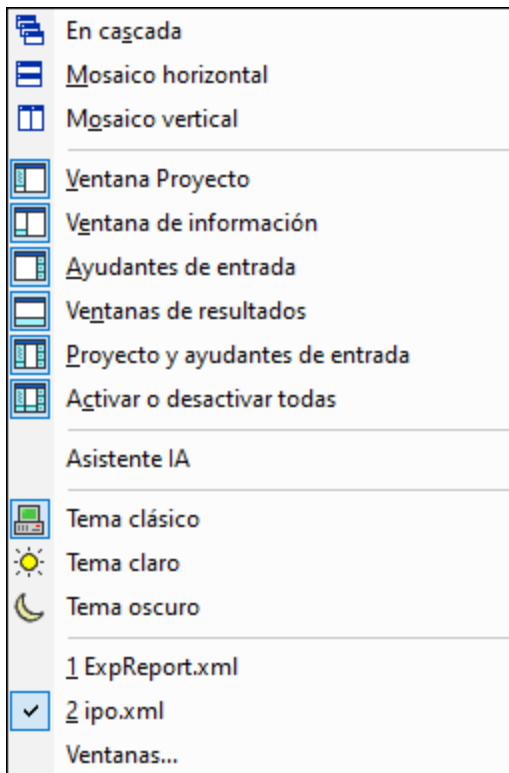 En cascada
Mosaico horizontal
Mosaico vertical
Ventana Proyecto
Ventana de información
Ayudantes de entrada
Ventanas de resultados
Proyecto y ayudantes de entrada
Activar o desactivar todas
Asistente IA
Tema clásico
Tema claro
Tema oscuro
1 ExpReport.xml
2 ipo.xml
Ventanas...